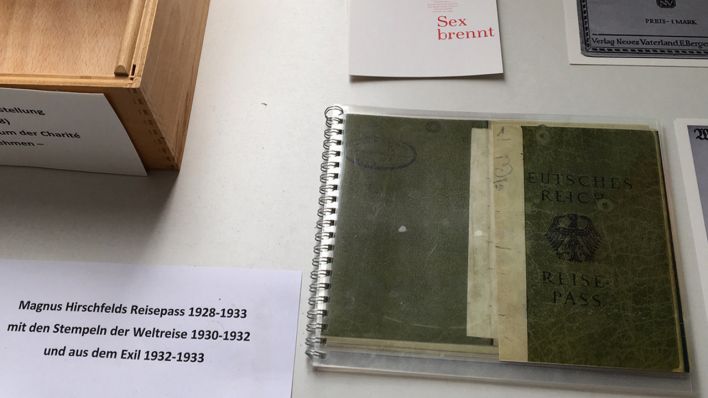 Sex
brennt
PREIS: 1 MARK
Verlag Neues Vaterland, E. Berger
stellung
um der Charité
ahmen –
EUTSCHES
REICH
REISE-
PASS
Magnus Hirschfelds Reisepass 1928-1933
mit den Stempeln der Weltreise 1930-1932
und aus dem Exil 1932-1933